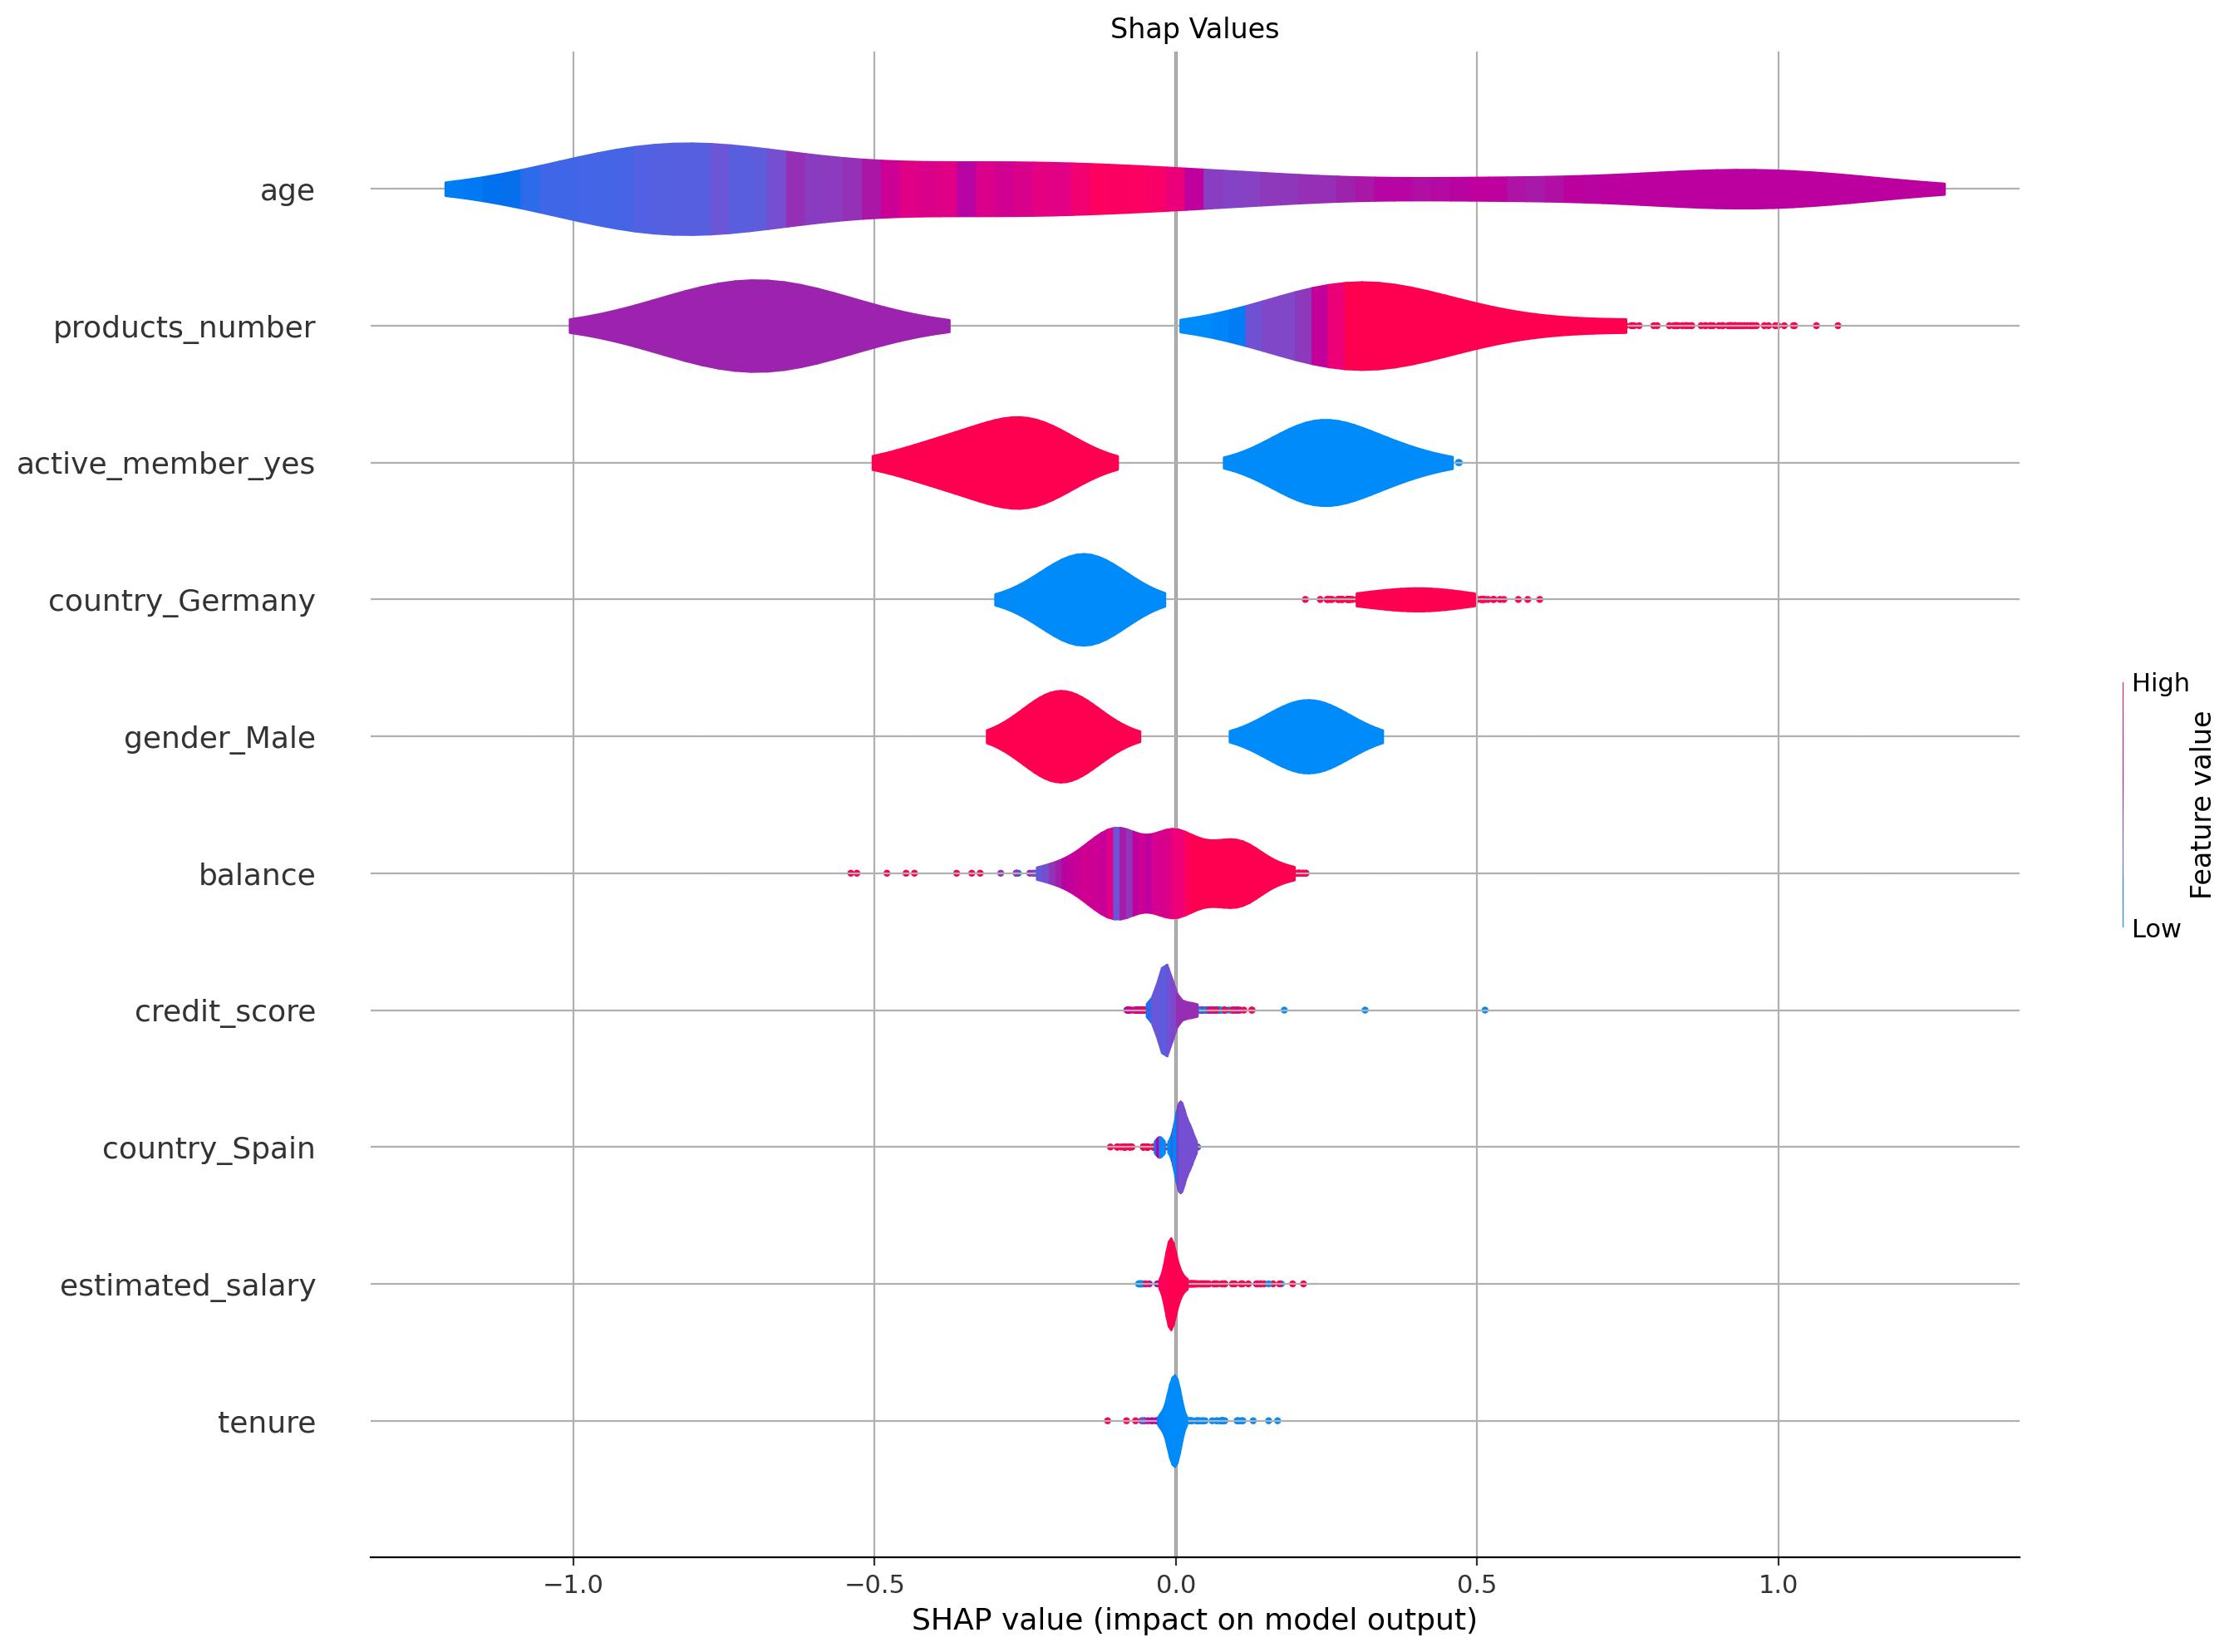 Shap Values
age
products_number
active_member_yes
country_Germany
gender_Male
balance
credit_score
country_Spain
estimated_salary
tenure
High
Feature value
Low
−1.0 −0.5 0.0 0.5 1.0
SHAP value (impact on model output)